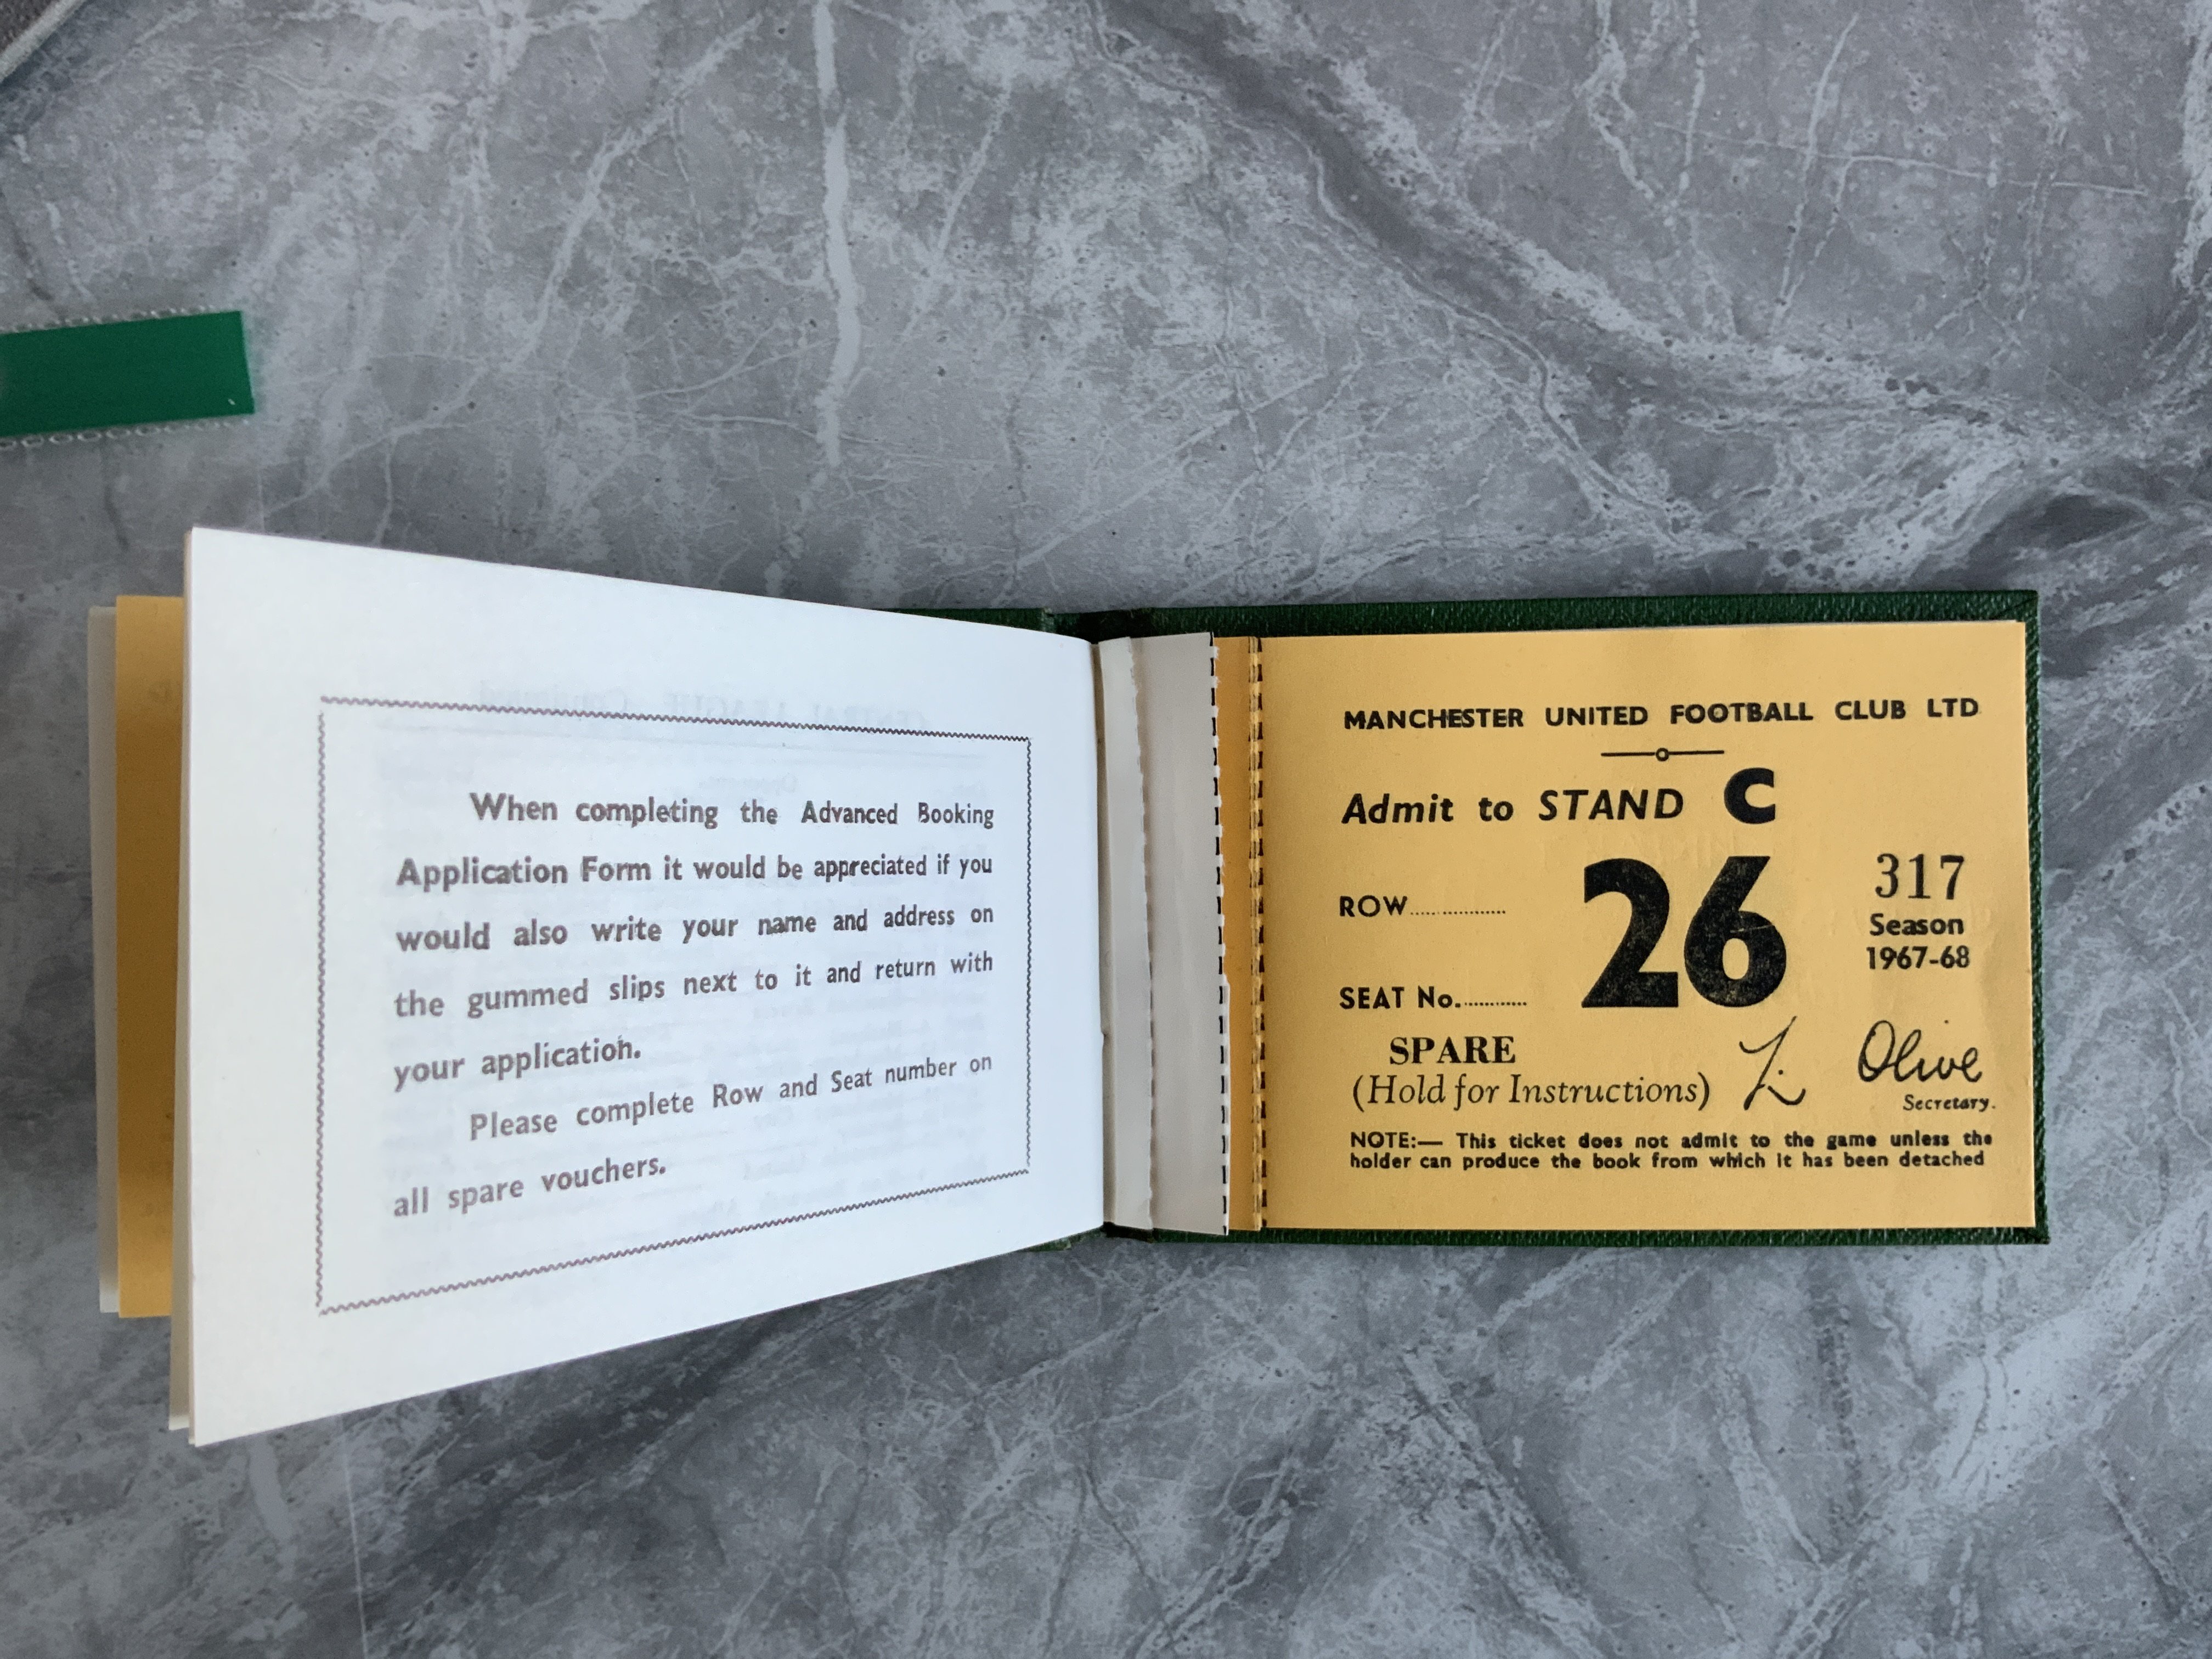 When completing the Advanced Booking
Application Form it would be appreciated if you
would also write your name and address on
the gummed slips next to it and return with
your application.
Please complete Row and Seat number on
all spare vouchers.
MANCHESTER UNITED FOOTBALL CLUB LTD
Admit to STAND C
ROW..................
26
317
Season
1967-68
SEAT No.............
SPARE
(Hold for Instructions)
L. Olive
Secretary.
NOTE:— This ticket does not admit to the game unless the
holder can produce the book from which it has been detached